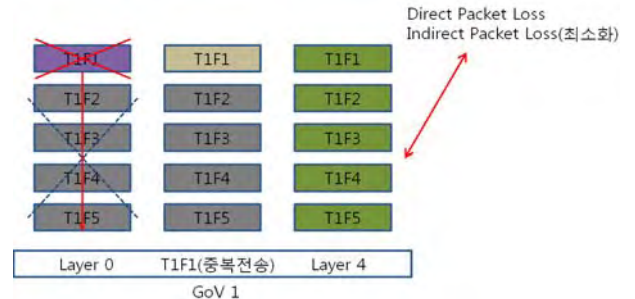 Direct Packet Loss
Indirect Packet Loss(최소화)
T1F1 T1F1 T1F1
T1F2 T1F2 T1F2
T1F3 T1F3 T1F3
T1F4 T1F4 T1F4
T1F5 T1F5 T1F5
Layer 0 T1F1(중복전송) Layer 4
GoV 1